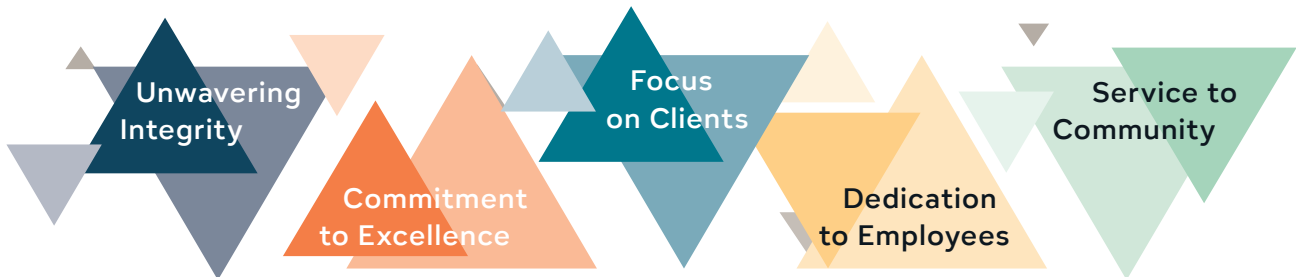 Unwavering
Integrity
Commitment
to Excellence
Focus
on Clients
Dedication
to Employees
Service to
Community